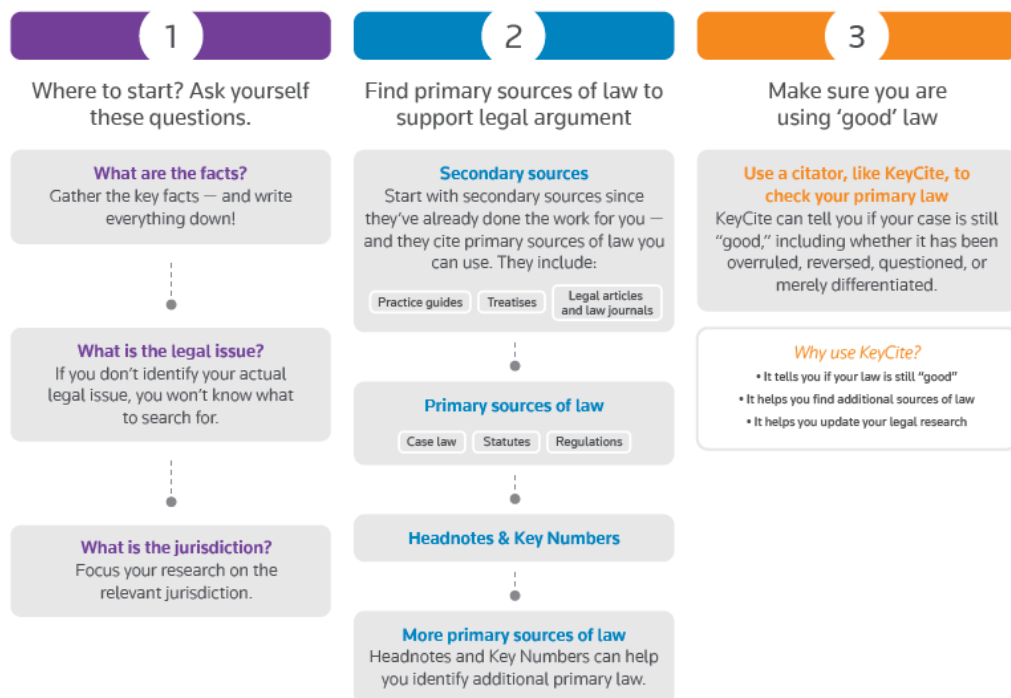 1
Where to start? Ask yourself
these questions.
What are the facts?
Gather the key facts — and write
everything down!
What is the legal issue?
If you don't identify your actual
legal issue, you won't know what
to search for.
What is the jurisdiction?
Focus your research on the
relevant jurisdiction.
2
Find primary sources of law to
support legal argument
Secondary sources
Start with secondary sources since
they've already done the work for you —
and they cite primary sources of law you
can use. They include:
Practice guides
Treatises
Legal articles
and law journals
Primary sources of law
Case law
Statutes
Regulations
Headnotes & Key Numbers
More primary sources of law
Headnotes and Key Numbers can help
you identify additional primary law.
3
Make sure you are
using ‘good’ law
Use a citator, like KeyCite, to
check your primary law
KeyCite can tell you if your case is still
“good,” including whether it has been
overruled, reversed, questioned, or
merely differentiated.
Why use KeyCite?
• It tells you if your law is still “good”
• It helps you find additional sources of law
• It helps you update your legal research